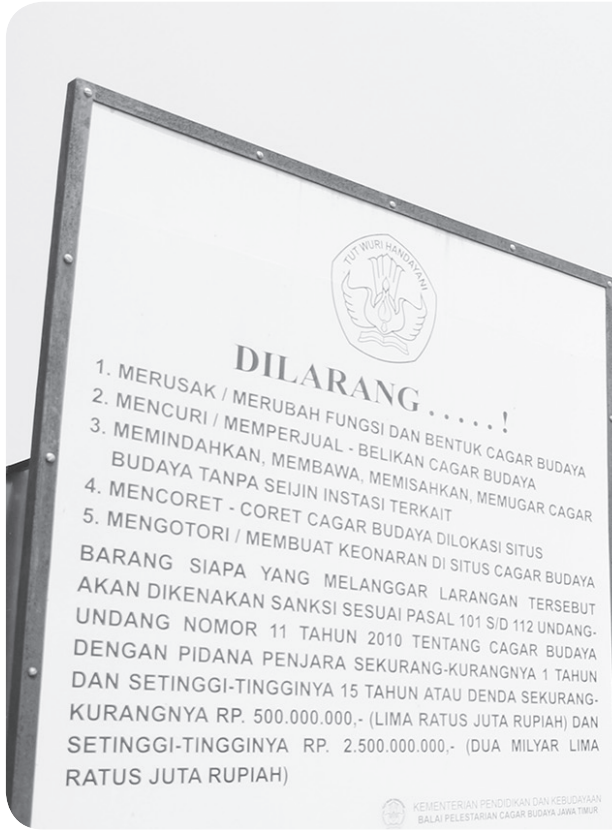 TUT WURI HANDAYANI
DILARANG.....!
1. MERUSAK / MERUBAH FUNGSI DAN BENTUK CAGAR BUDAYA
2. MENCURI / MEMPERJUAL - BELIKAN CAGAR BUDAYA
3. MEMINDAHKAN, MEMBAWA, MEMISAHKAN, MEMUGAR CAGAR
BUDAYA TANPA SEIJIN INSTASI TERKAIT
4. MENCORET - CORET CAGAR BUDAYA DILOKASI SITUS
5. MENGOTORI / MEMBUAT KEONARAN DI SITUS CAGAR BUDAYA
BARANG SIAPA YANG MELANGGAR LARANGAN TERSEBUT
AKAN DIKENAKAN SANKSI SESUAI PASAL 101 S/D 112 UNDANG-
UNDANG NOMOR 11 TAHUN 2010 TENTANG CAGAR BUDAYA
DENGAN PIDANA PENJARA SEKURANG-KURANGNYA 1 TAHUN
DAN SETINGGI-TINGGINYA 15 TAHUN ATAU DENDA SEKURANG-
KURANGNYA RP. 500.000.000,- (LIMA RATUS JUTA RUPIAH) DAN
SETINGGI-TINGGINYA RP. 2.500.000.000,- (DUA MILYAR LIMA
RATUS JUTA RUPIAH)
KEMENTERIAN PENDIDIKAN DAN KEBUDAYAAN
BALAI PELESTARIAN CAGAR BUDAYA JAWA TIMUR